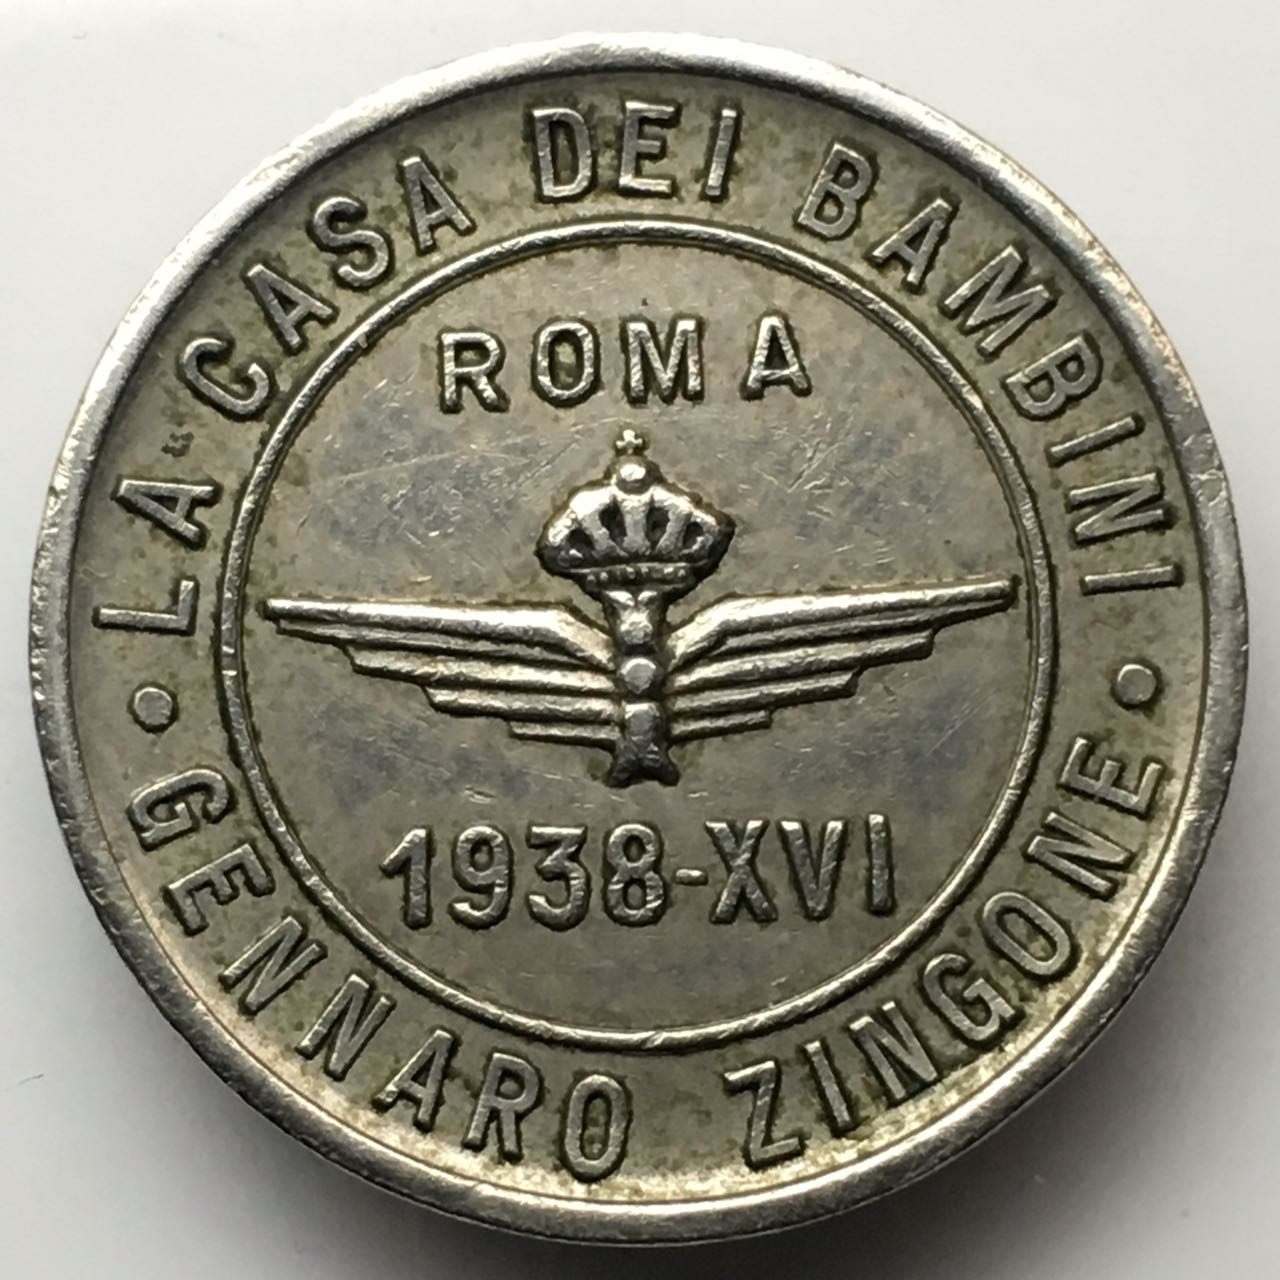 LA CASA DEI BAMBINI
ROMA
1938-XVI
GENNARO ZINGONE